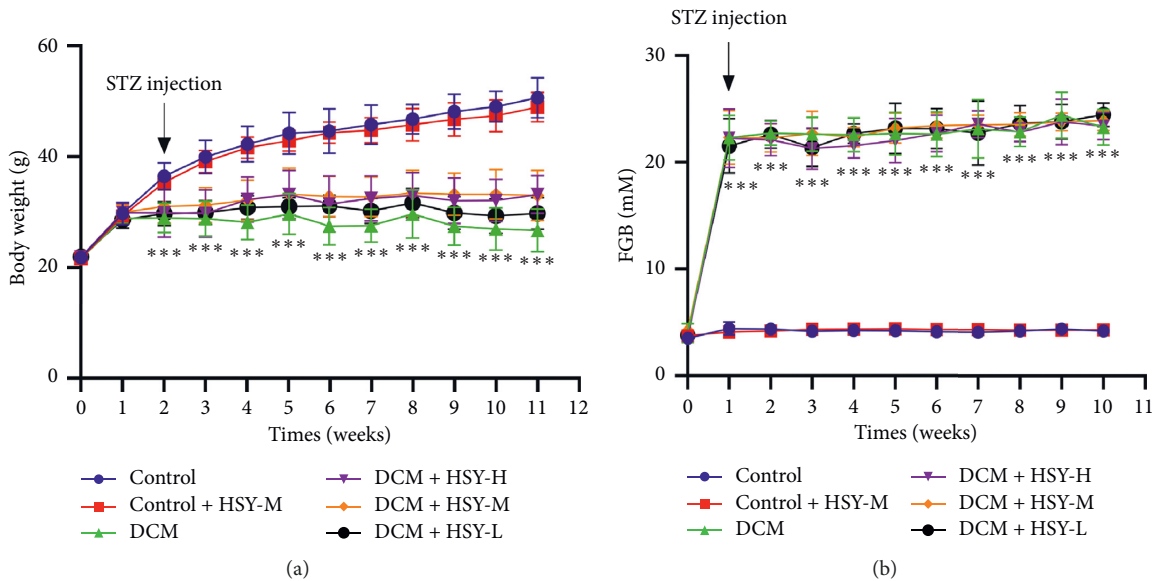 STZ injection
60
40
20
0
Body weight (g)
STZ injection
*** *** *** *** *** *** *** *** *** ***
0 1 2 3 4 5 6 7 8 9 10 11 12
Times (weeks)
Control
Control + HSY-M
DCM
DCM + HSY-H
DCM + HSY-M
DCM + HSY-L
(a)
30
20
10
0
FGB (mM)
*** *** *** *** *** *** *** *** *** ***
0 1 2 3 4 5 6 7 8 9 10 11
Times (weeks)
Control
Control + HSY-M
DCM
DCM + HSY-H
DCM + HSY-M
DCM + HSY-L
(b)